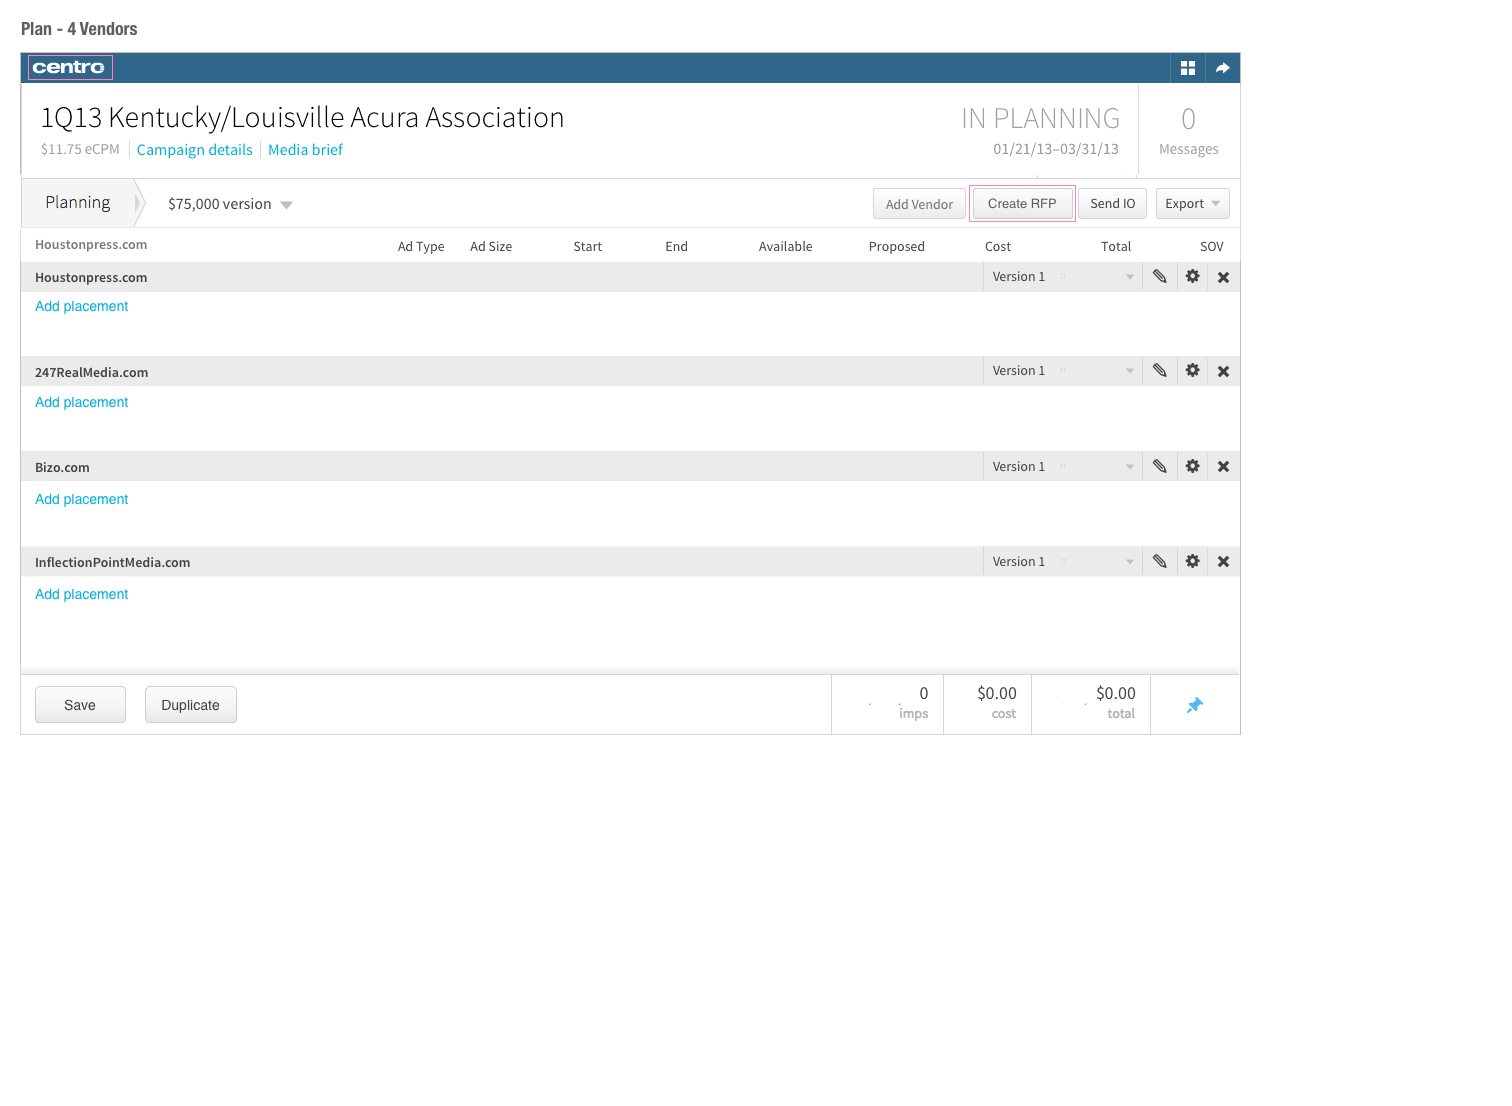 Plan - 4 Vendors
centro
1Q13 Kentucky/Louisville Acura Association
IN PLANNING
0
$11.75 eCPM Campaign details Media brief
01/21/13–03/31/13
Messages
Planning $75,000 version
Add Vendor Create RFP Send IO Export
Houstonpress.com Ad Type Ad Size Start End Available Proposed Cost Total SOV
Houstonpress.com Version 1
Add placement
247RealMedia.com Version 1
Add placement
Bizo.com Version 1
Add placement
InflectionPointMedia.com Version 1
Add placement
Save Duplicate
0 $0.00 $0.00
imps cost total